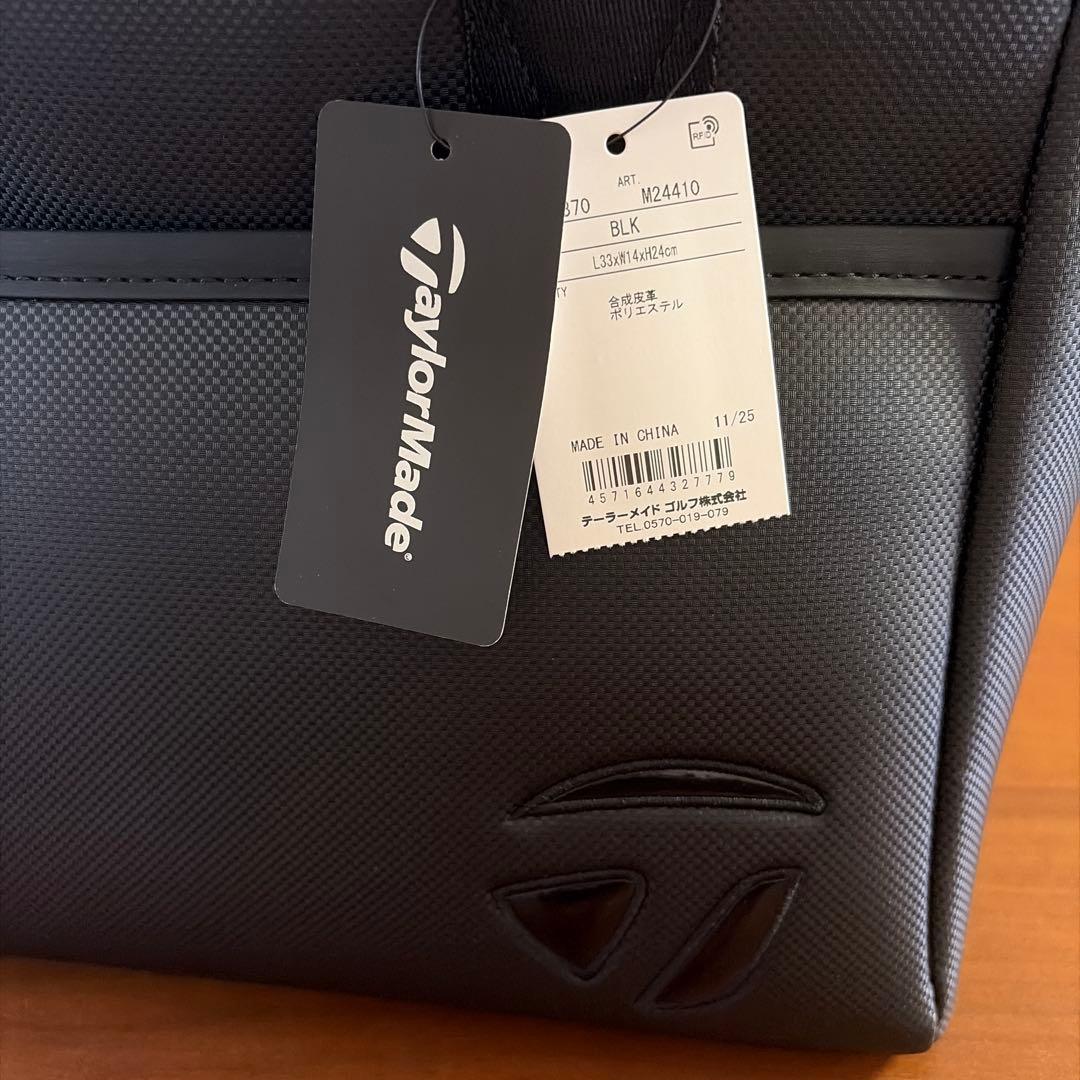 TaylorMade®
RFID
ART.
370 M24410
BLK
L33xW14xH24cm
TY
合成皮革
ポリエステル
MADE IN CHINA 11/25
4571644327779
テーラーメイド ゴルフ株式会社
TEL.0570-019-079